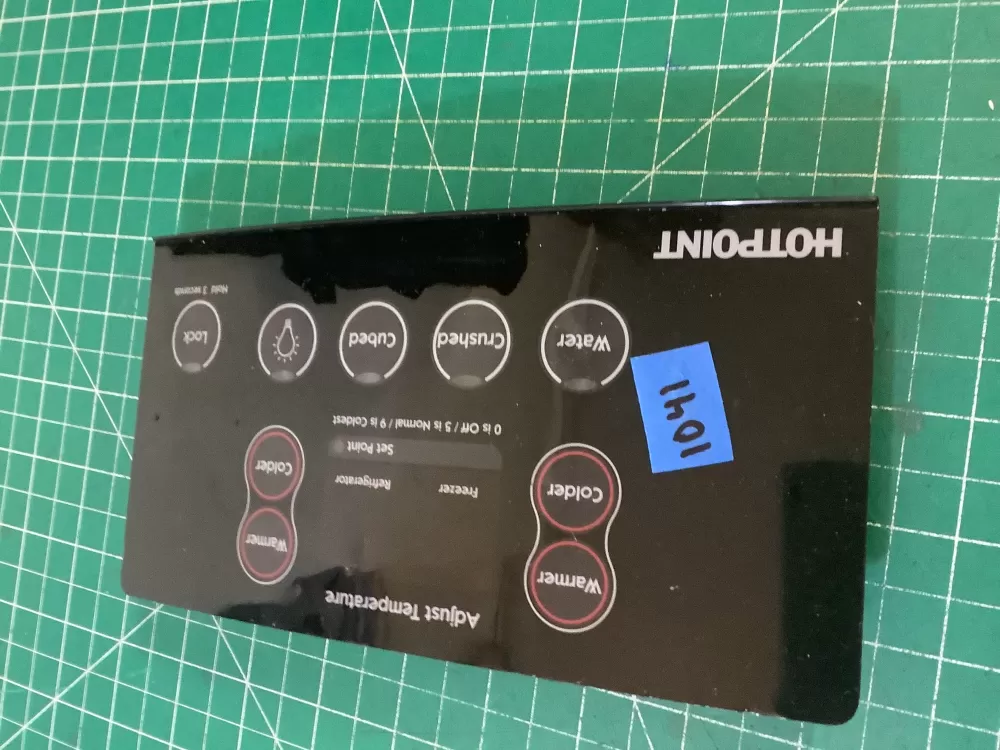 Adjust Temperature
Warmer
Warmer
Freezer
Refrigerator
Colder
Colder
Set Point
0 is Off / 5 is Normal / 9 is Coldest
1041
Water
Crushed
Cubed
Lock
Hold 3 seconds
HOTPOINT